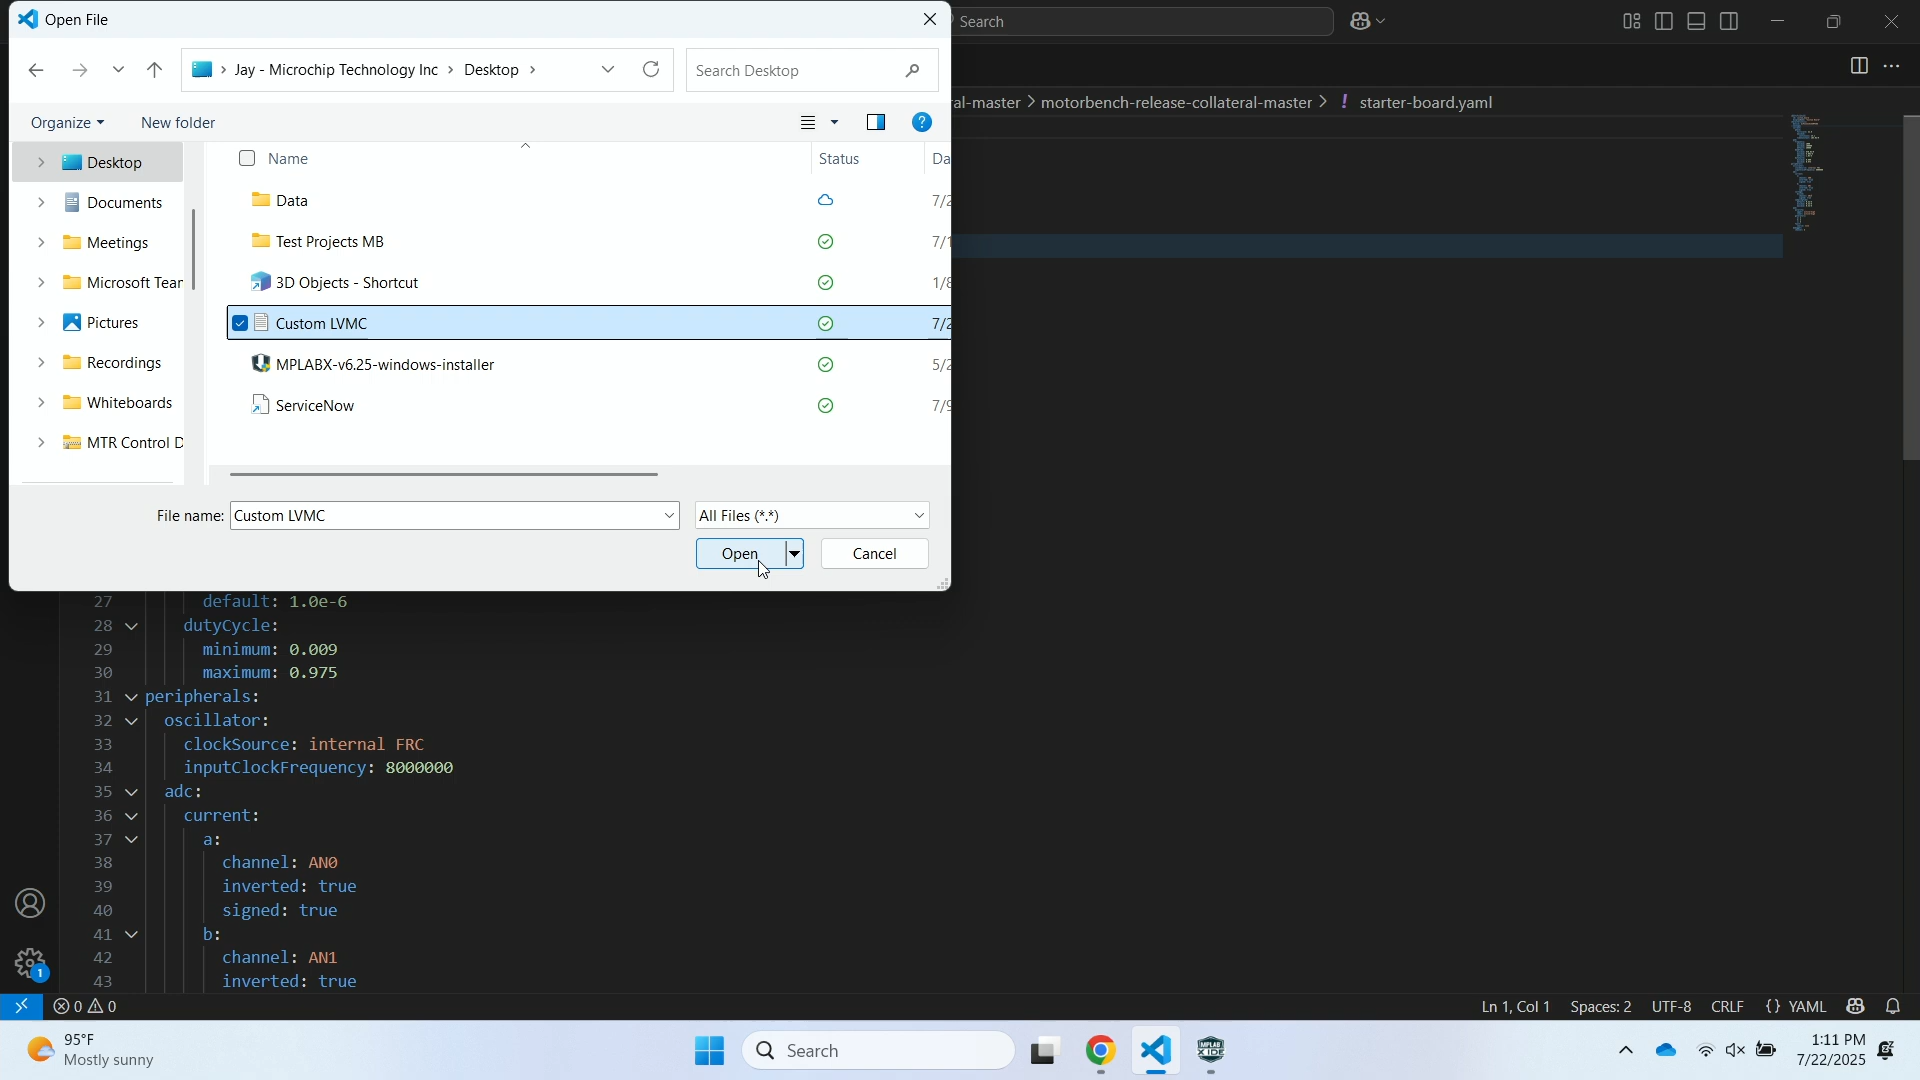 Open File
Search
Jay - Microchip Technology Inc > Desktop >
Search Desktop
al-master > motorbench-release-collateral-master > ! starter-board.yaml
Organize
New folder
Desktop
Documents
Meetings
Microsoft Tear
Pictures
Recordings
Whiteboards
MTR Control D
Name
Status
Da
Data
7/2
Test Projects MB
7/1
3D Objects - Shortcut
1/8
Custom LVMC
7/2
MPLABX-v6.25-windows-installer
5/2
ServiceNow
7/9
File name:
Custom LVMC
All Files (*.*)
Open
Cancel
27 default: 1.0e-6
28 dutyCycle:
29 minimum: 0.009
30 maximum: 0.975
31 peripherals:
32 oscillator:
33 clockSource: internal FRC
34 inputClockFrequency: 8000000
35 adc:
36 current:
37 a:
38 channel: AN0
39 inverted: true
40 signed: true
41 b:
42 channel: AN1
43 inverted: true
1
0 0
Ln 1, Col 1
Spaces: 2
UTF-8
CRLF
{} YAML
95°F
Mostly sunny
Search
MPLAB
X IDE
1:11 PM
7/22/2025